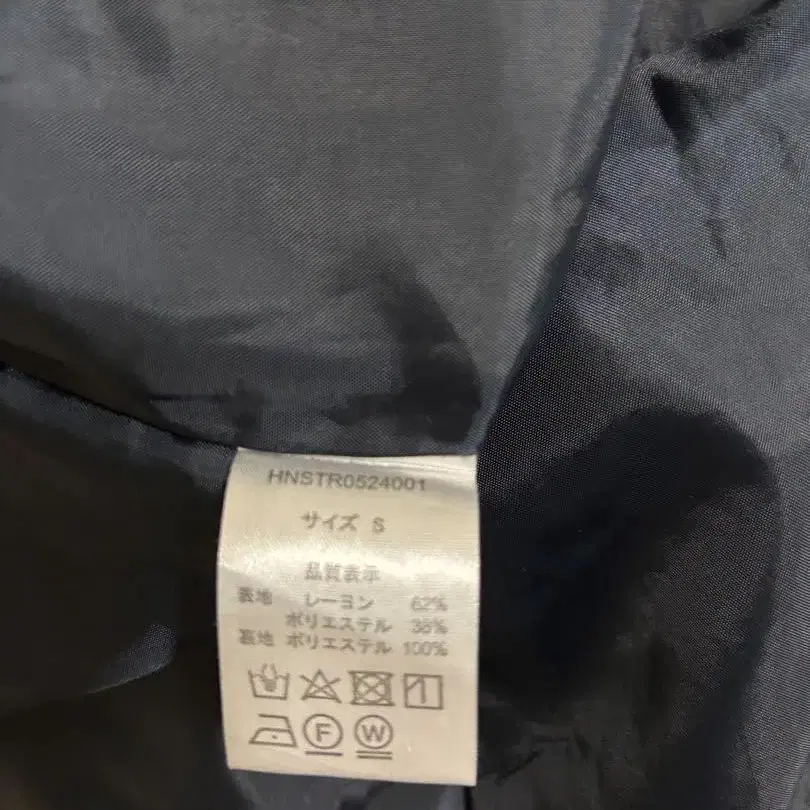 HNSTR0524001
サイズ S
品質表示
表地 レーヨン 62%
ポリエステル 38%
裏地 ポリエステル 100%
F W